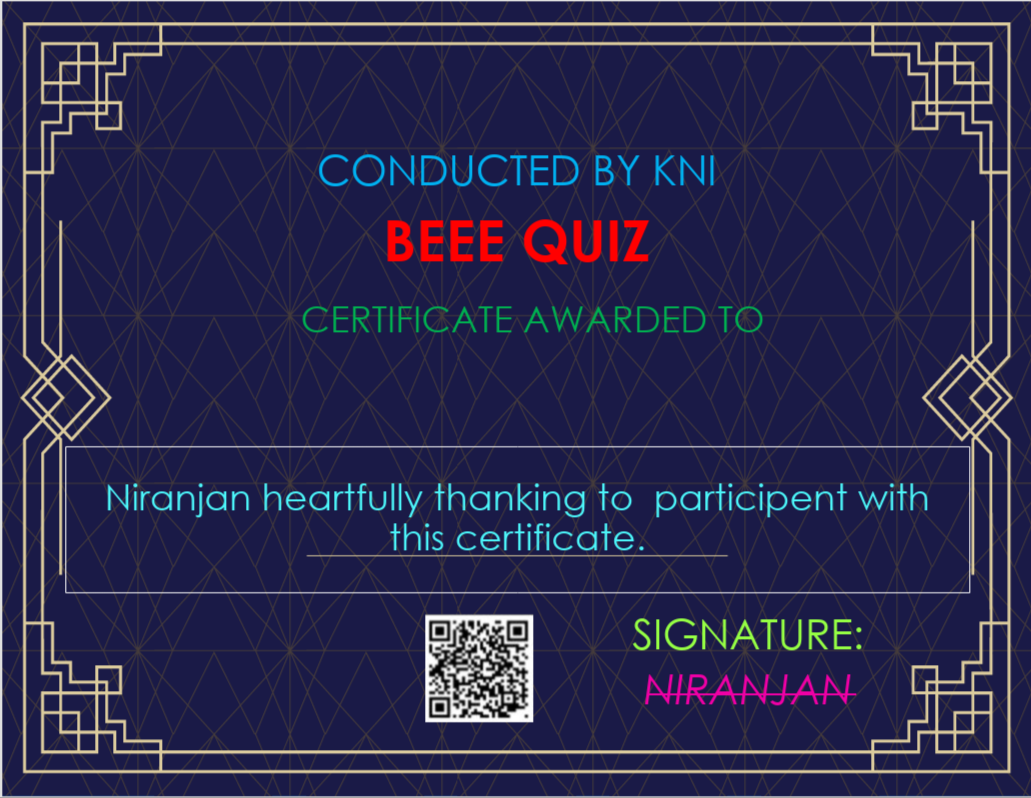 CONDUCTED BY KNI
BEEE QUIZ
CERTIFICATE AWARDED TO
Niranjan heartfully thanking to  participent with
this certificate.
SIGNATURE:
NIRANJAN